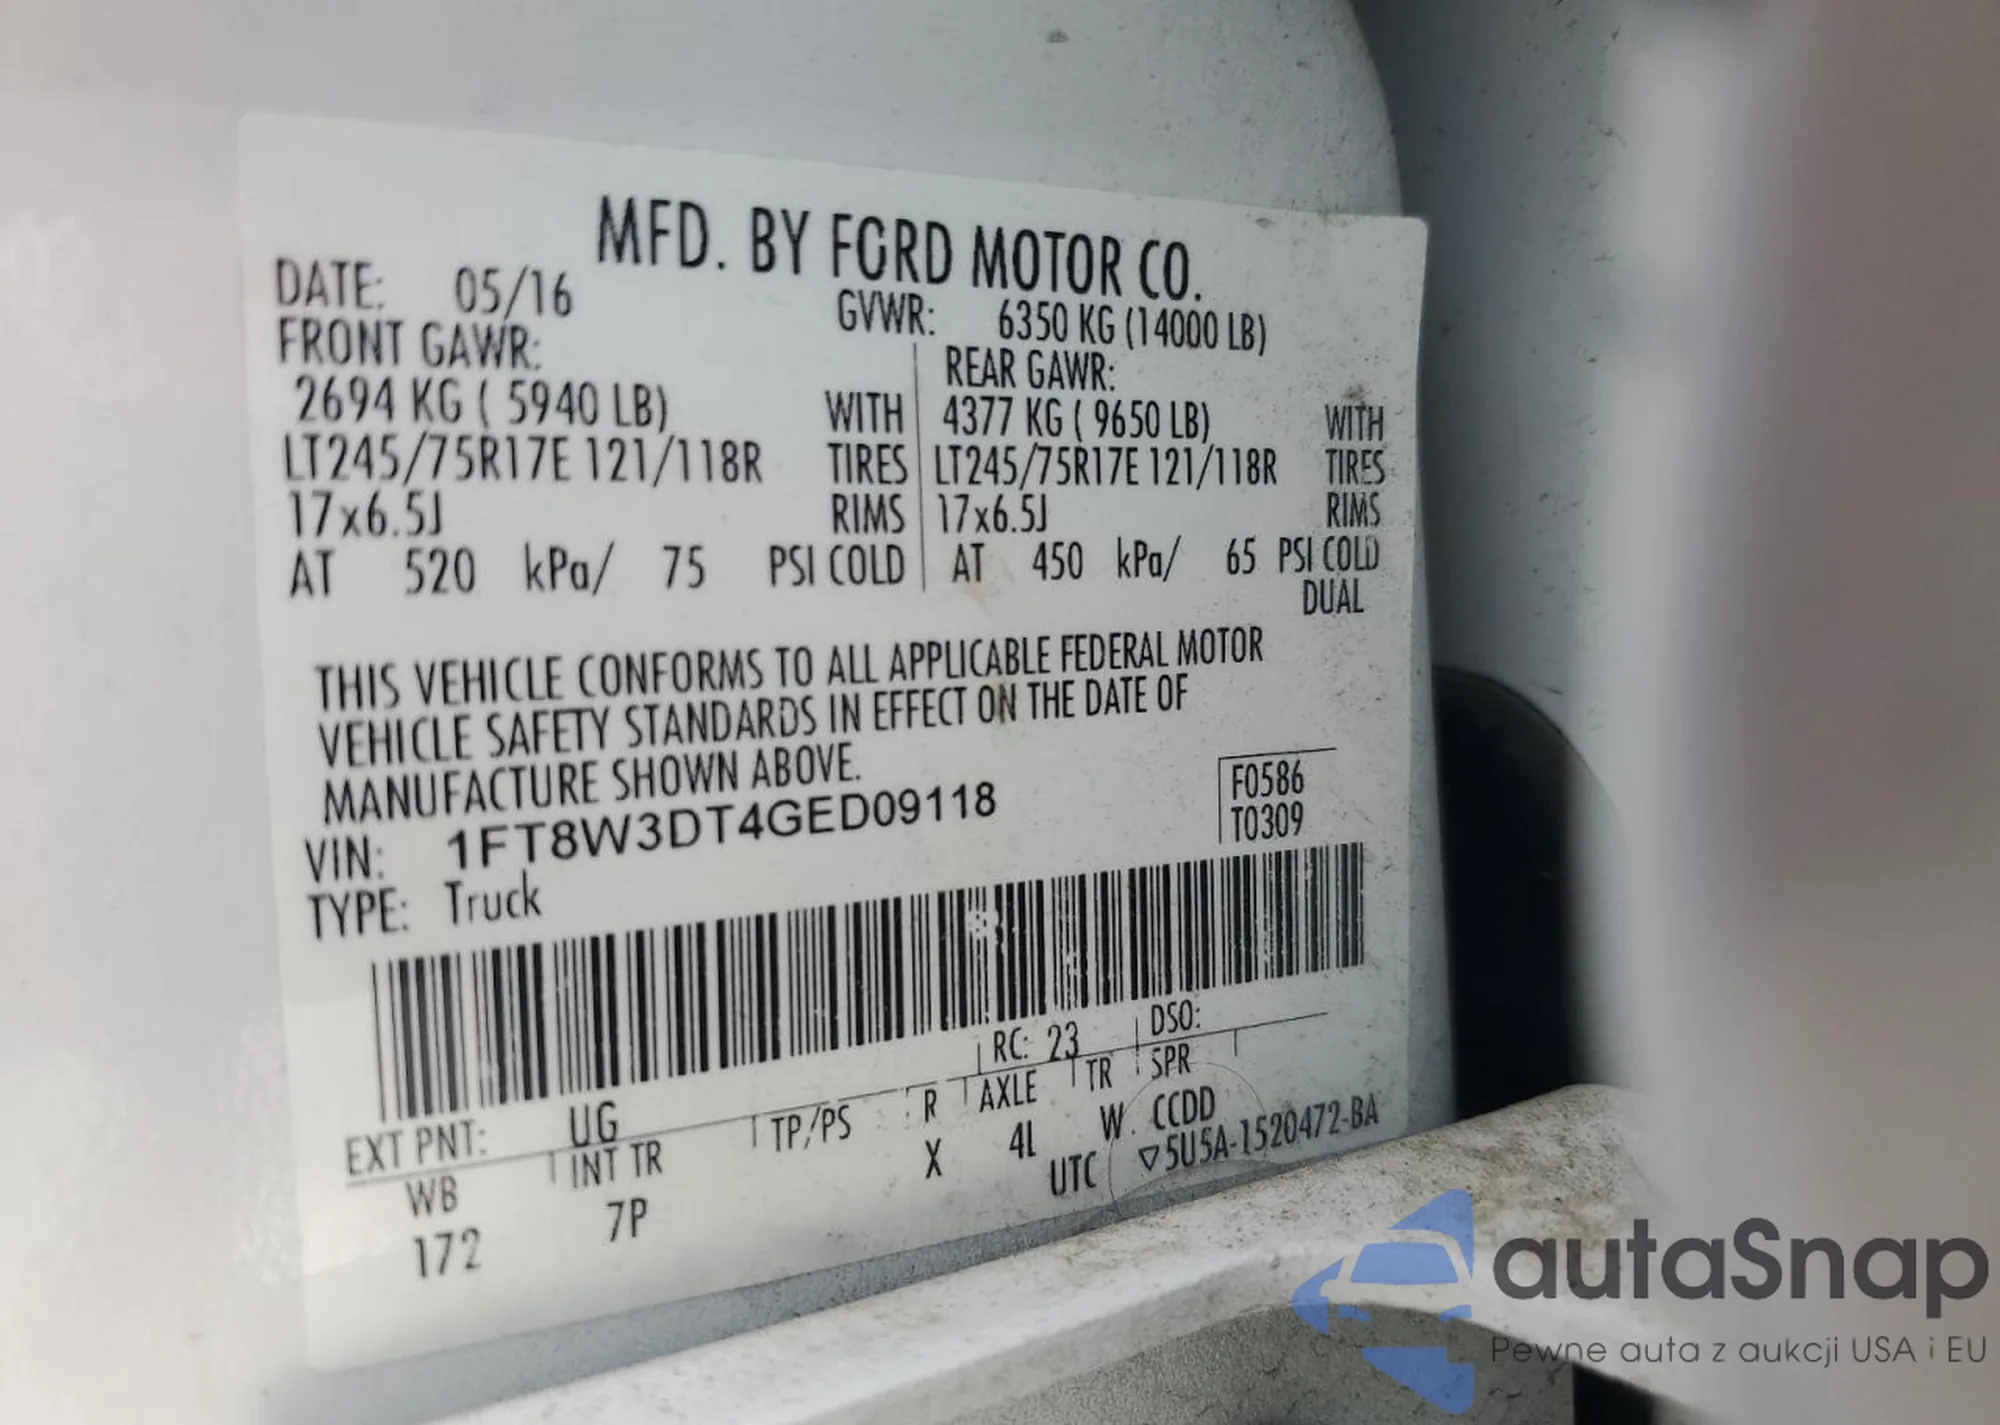 MFD. BY FORD MOTOR CO.
DATE: 05/16
GVWR: 6350 KG (14000 LB)
FRONT GAWR:
REAR GAWR:
2694 KG ( 5940 LB) WITH
4377 KG ( 9650 LB) WITH
LT245/75R17E 121/118R TIRES
LT245/75R17E 121/118R TIRES
17x6.5J RIMS
17x6.5J RIMS
AT 520 kPa/ 75 PSI COLD
AT 450 kPa/ 65 PSI COLD
DUAL
THIS VEHICLE CONFORMS TO ALL APPLICABLE FEDERAL MOTOR
VEHICLE SAFETY STANDARDS IN EFFECT ON THE DATE OF
MANUFACTURE SHOWN ABOVE.
VIN: 1FT8W3DT4GED09118
F0586
T0309
TYPE: Truck
EXT PNT: UG
RC: 23
DSO:
WB INT TR TP/PS R AXLE TR SPR
172 7P X 4L W CCDD
UTC ▽5U5A-1520472-BA
autaSnap
Pewne auta z aukcji USA i EU